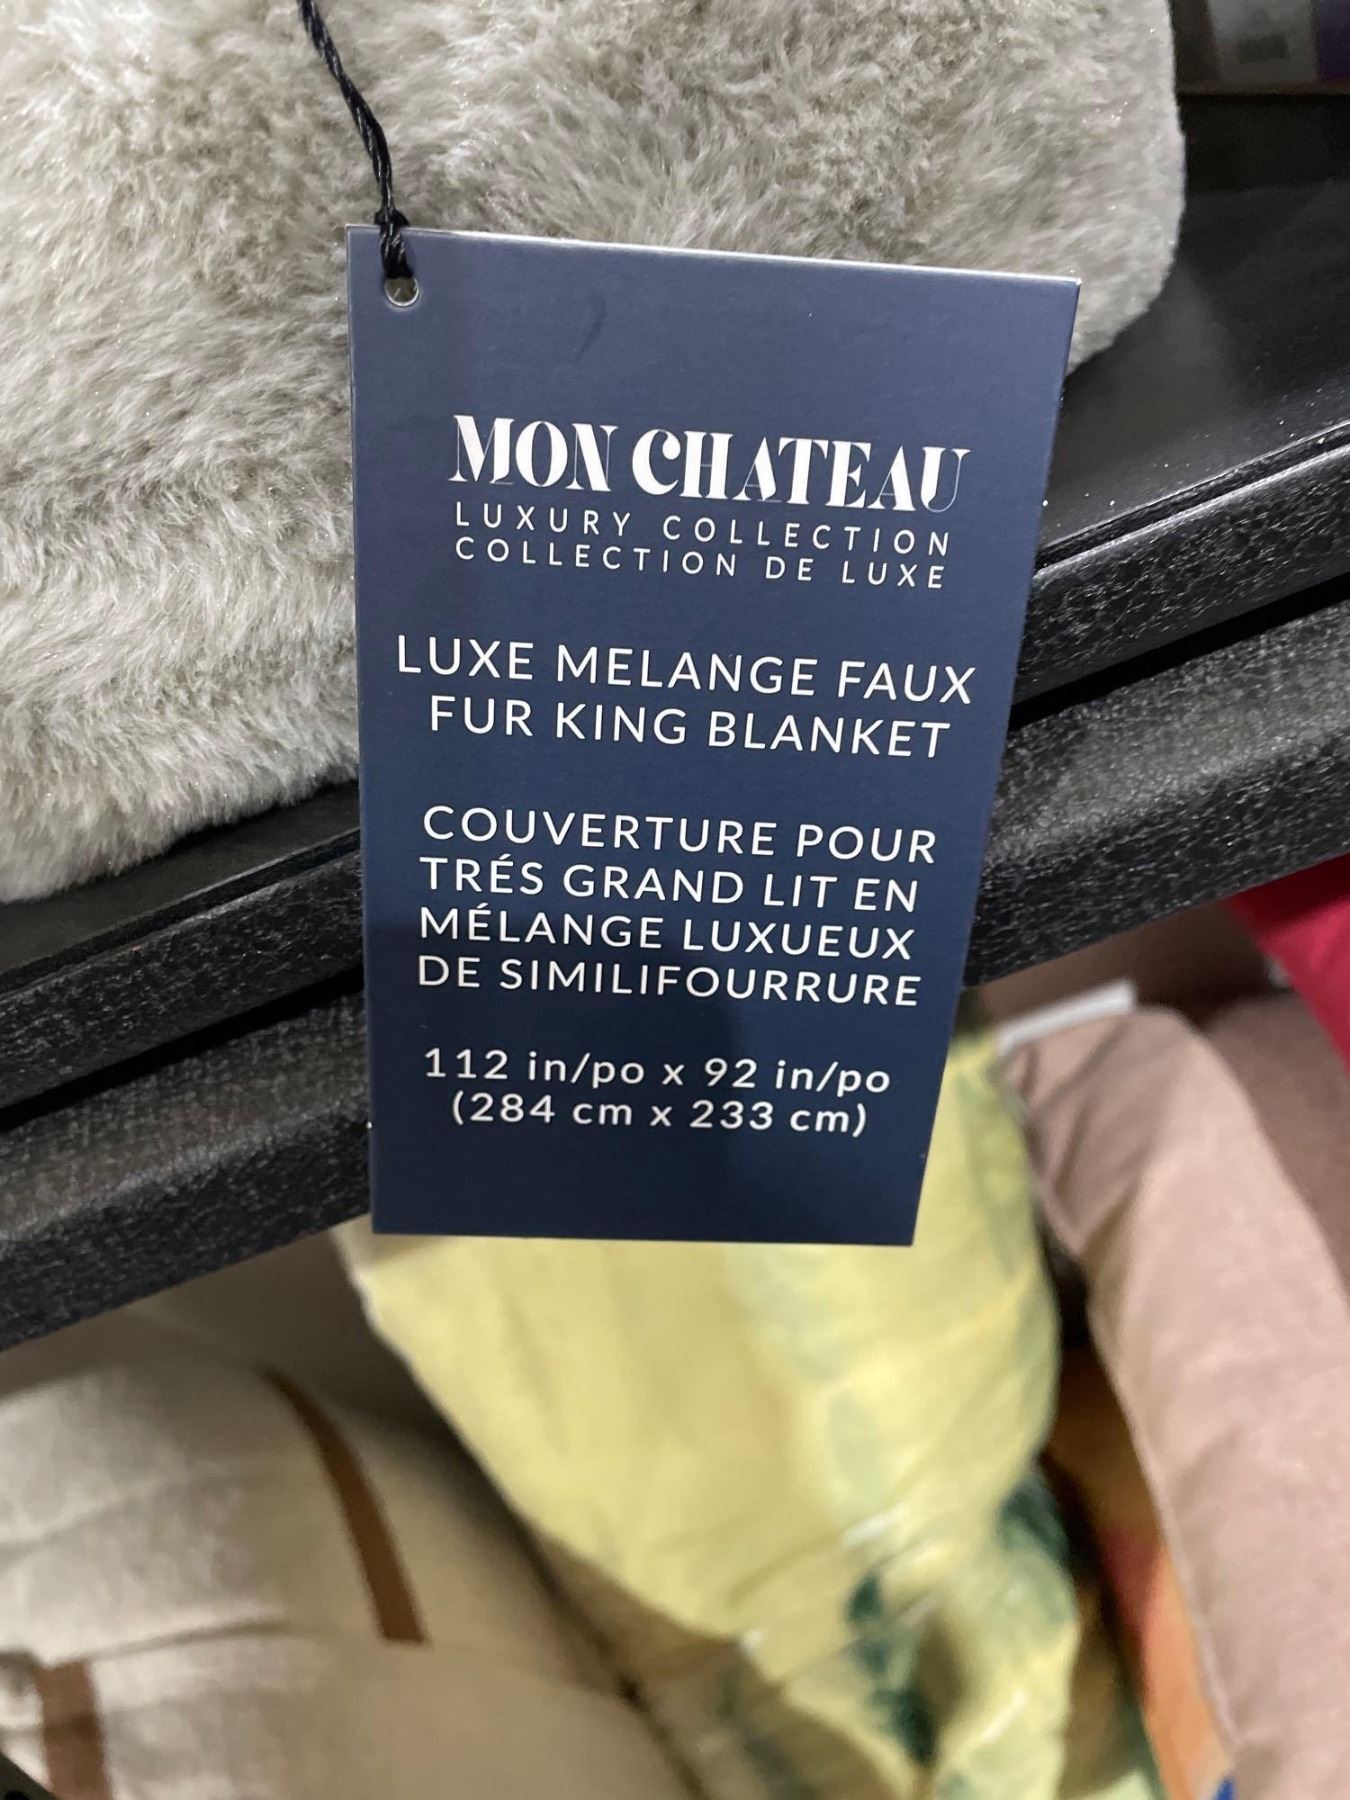 MON CHATEAU
LUXURY COLLECTION
COLLECTION DE LUXE
LUXE MELANGE FAUX
FUR KING BLANKET
COUVERTURE POUR
TRÉS GRAND LIT EN
MÉLANGE LUXUEUX
DE SIMILIFOURRURE
112 in/po x 92 in/po
(284 cm x 233 cm)